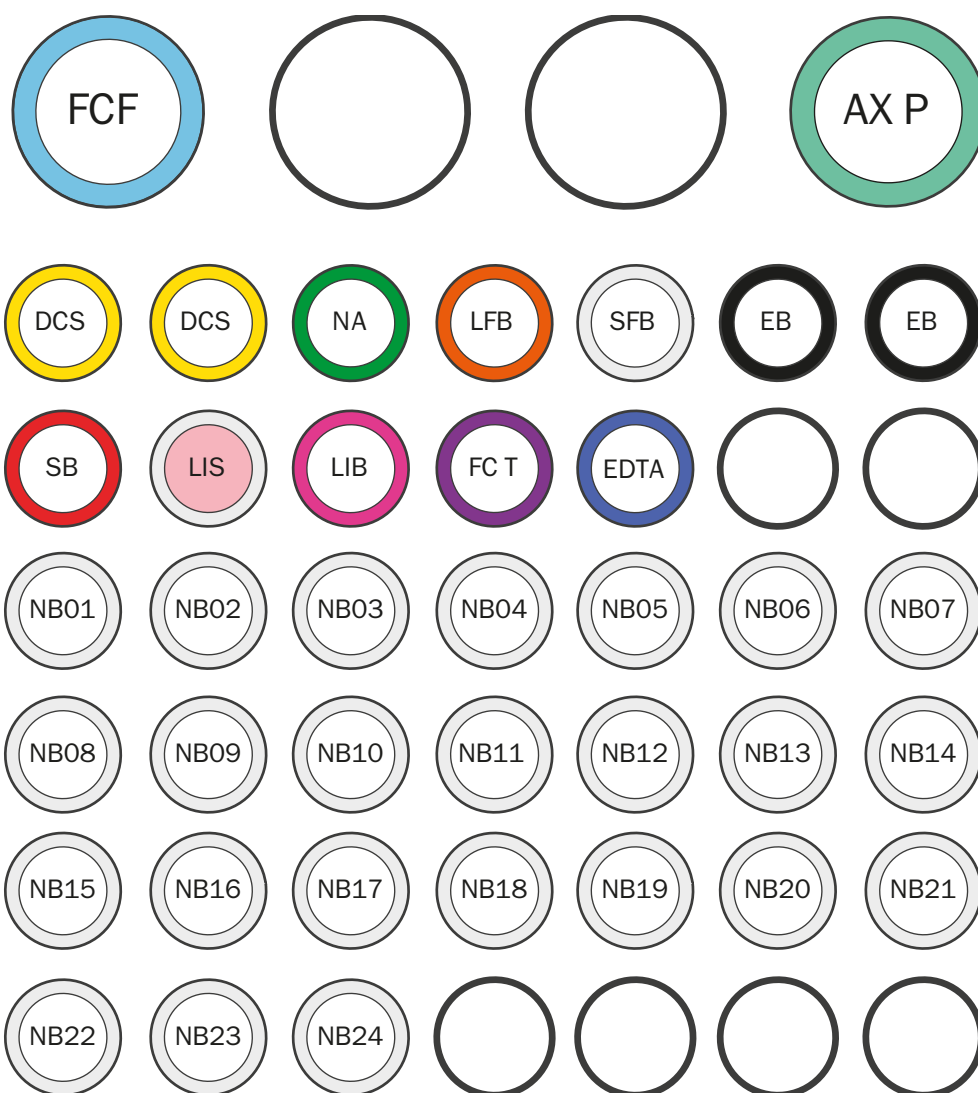 FCF AX P
DCS DCS NA LFB SFB EB EB
SB LIS LIB FC T EDTA
NB01 NB02 NB03 NB04 NB05 NB06 NB07
NB08 NB09 NB10 NB11 NB12 NB13 NB14
NB15 NB16 NB17 NB18 NB19 NB20 NB21
NB22 NB23 NB24